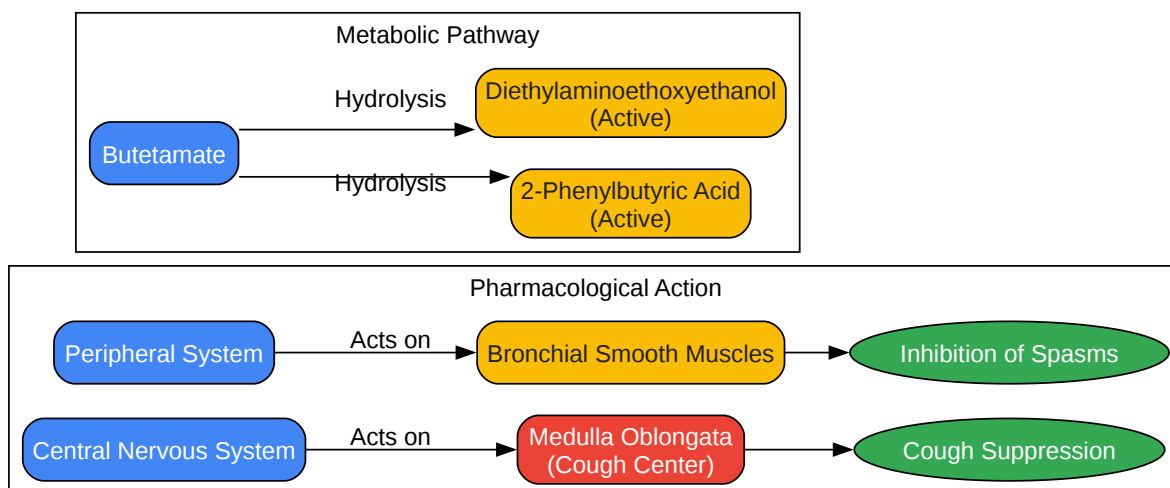 Metabolic Pathway
Hydrolysis
Diethylaminoethoxyethanol
(Active)
Butetamate
Hydrolysis
2-Phenylbutyric Acid
(Active)
Pharmacological Action
Peripheral System
Acts on
Bronchial Smooth Muscles
Inhibition of Spasms
Central Nervous System
Acts on
Medulla Oblongata
(Cough Center)
Cough Suppression